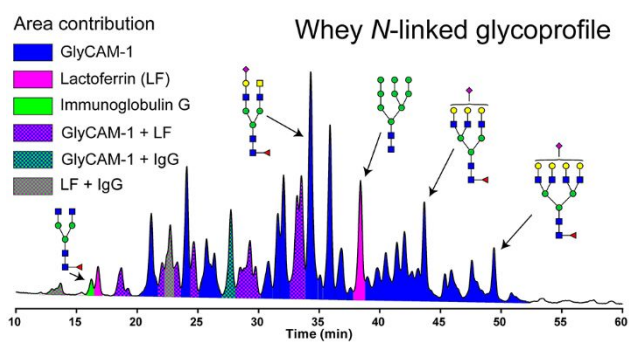 Area contribution
Whey N-linked glycoprofile
GlyCAM-1
Lactoferrin (LF)
Immunoglobulin G
GlyCAM-1 + LF
GlyCAM-1 + IgG
LF + IgG
10 15 20 25 30 35 40 45 50 55 60
Time (min)